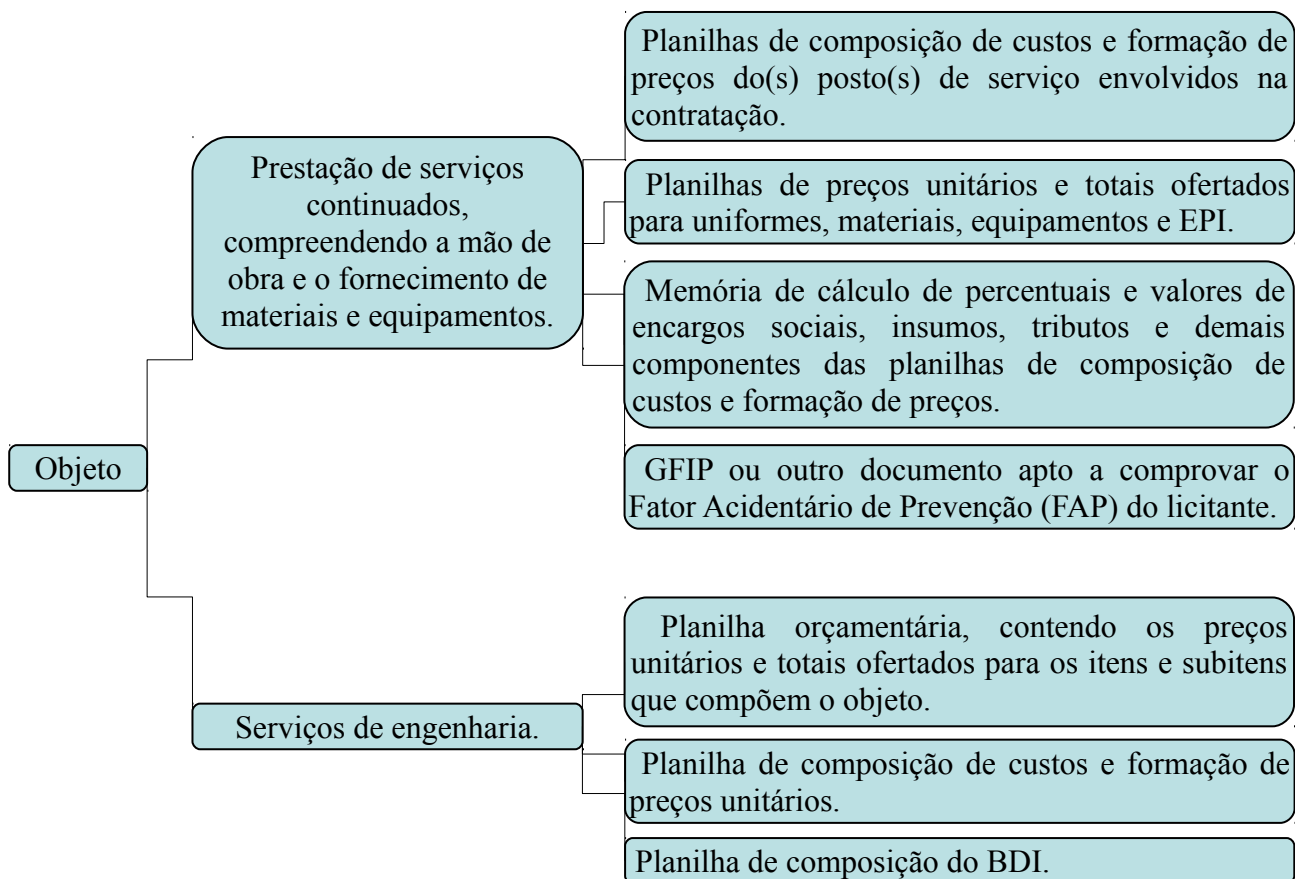 Objeto
Prestação de serviços
continuados,
compreendendo a mão de
obra e o fornecimento de
materiais e equipamentos.
Planilhas de composição de custos e formação de
preços do(s) posto(s) de serviço envolvidos na
contratação.
Planilhas de preços unitários e totais ofertados
para uniformes, materiais, equipamentos e EPI.
Memória de cálculo de percentuais e valores de
encargos sociais, insumos, tributos e demais
componentes das planilhas de composição de
custos e formação de preços.
GFIP ou outro documento apto a comprovar o
Fator Acidentário de Prevenção (FAP) do licitante.
Serviços de engenharia.
Planilha orçamentária, contendo os preços
unitários e totais ofertados para os itens e subitens
que compõem o objeto.
Planilha de composição de custos e formação de
preços unitários.
Planilha de composição do BDI.